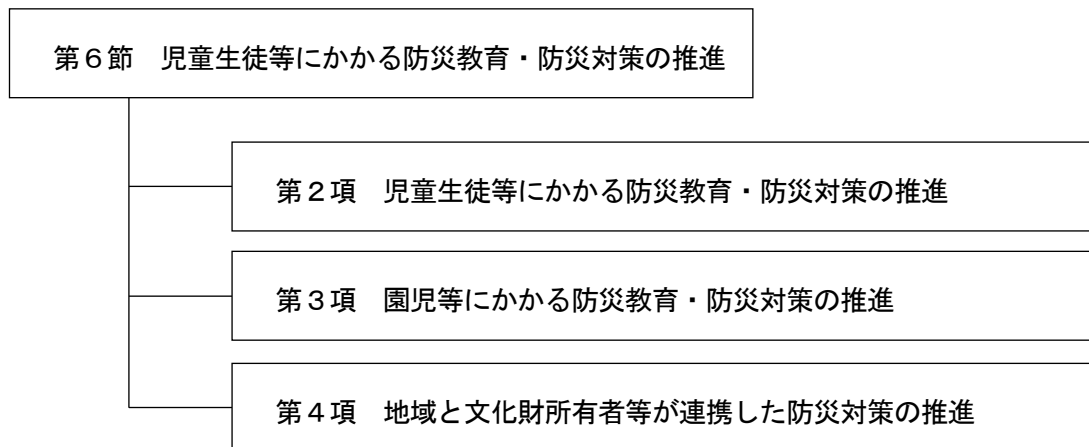 第６節　児童生徒等にかかる防災教育・防災対策の推進
第２項　児童生徒等にかかる防災教育・防災対策の推進
第３項　園児等にかかる防災教育・防災対策の推進
第４項　地域と文化財所有者等が連携した防災対策の推進